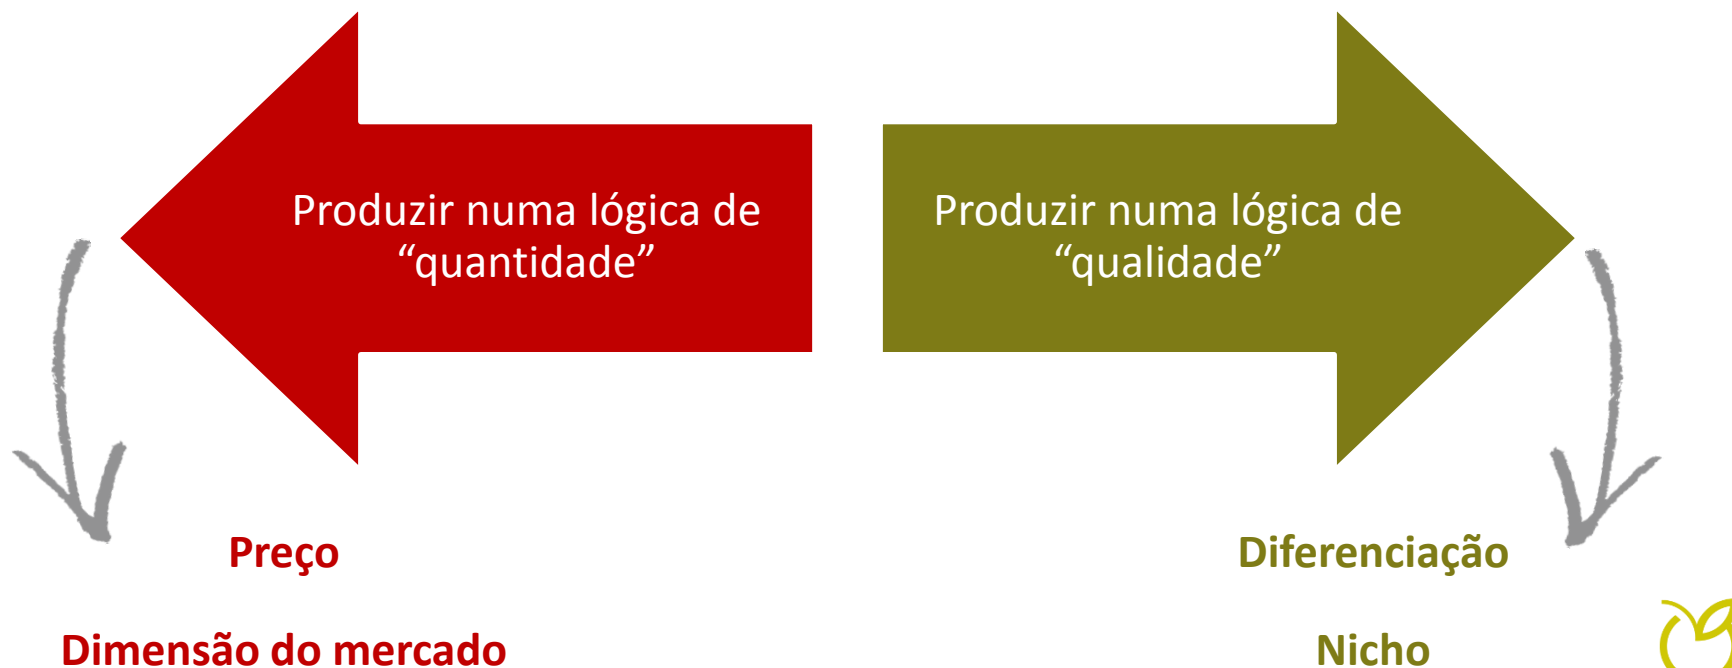 Produzir numa lógica de
“quantidade”
Produzir numa lógica de
“qualidade”
Preço
Dimensão do mercado
Diferenciação
Nicho